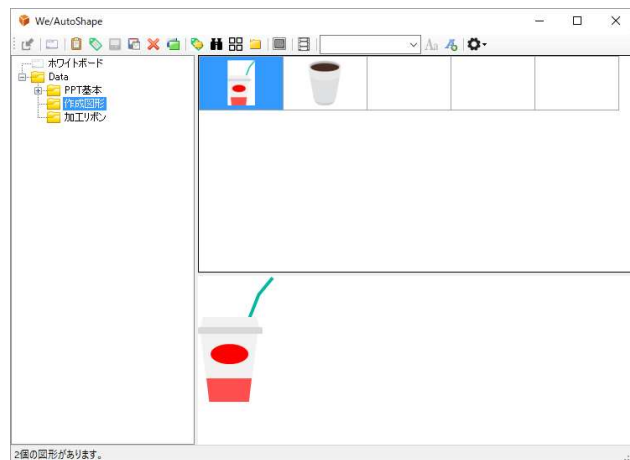 We/AutoShape
Aa
ホワイトボード
Data
PPT基本
作成図形
加工リボン
2個の図形があります。